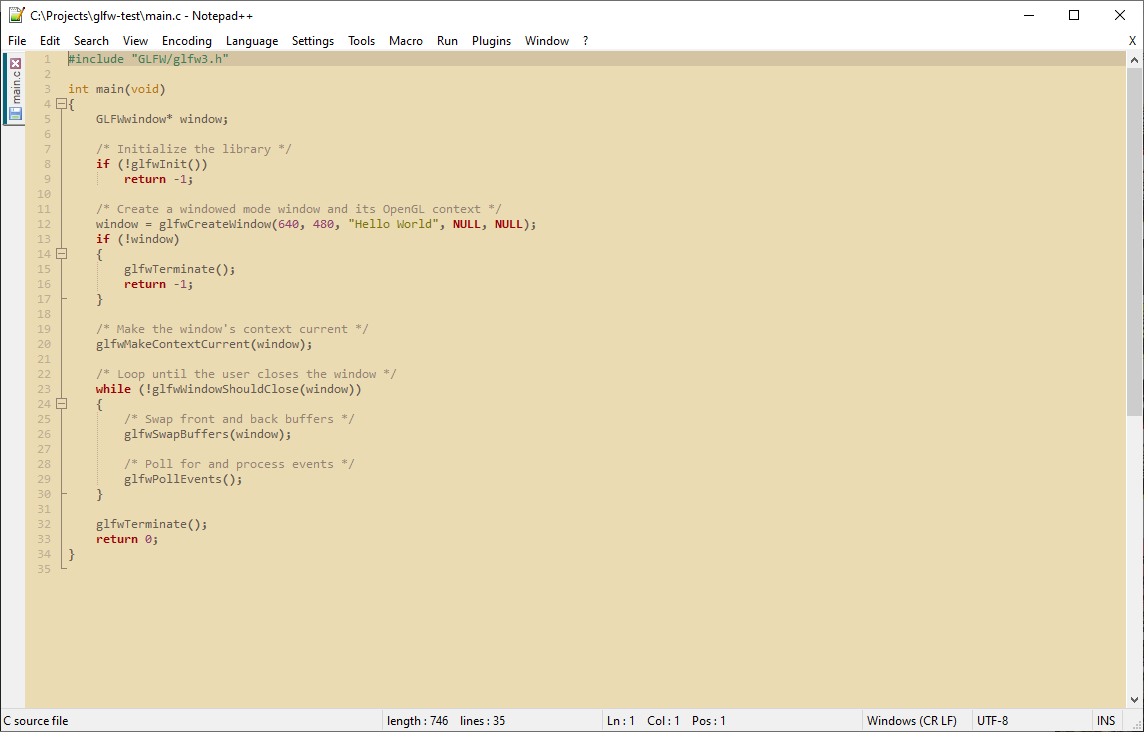 C:\Projects\glfw-test\main.c - Notepad++
File Edit Search View Encoding Language Settings Tools Macro Run Plugins Window ? X
main.c
1 #include "GLFW/glfw3.h"
2
3 int main(void)
4 {
5     GLFWwindow* window;
6
7     /* Initialize the library */
8     if (!glfwInit())
9         return -1;
10
11     /* Create a windowed mode window and its OpenGL context */
12     window = glfwCreateWindow(640, 480, "Hello World", NULL, NULL);
13     if (!window)
14     {
15         glfwTerminate();
16         return -1;
17     }
18
19     /* Make the window's context current */
20     glfwMakeContextCurrent(window);
21
22     /* Loop until the user closes the window */
23     while (!glfwWindowShouldClose(window))
24     {
25         /* Swap front and back buffers */
26         glfwSwapBuffers(window);
27
28         /* Poll for and process events */
29         glfwPollEvents();
30     }
31
32     glfwTerminate();
33     return 0;
34 }
35
C source file length : 746 lines : 35 Ln : 1 Col : 1 Pos : 1 Windows (CR LF) UTF-8 INS